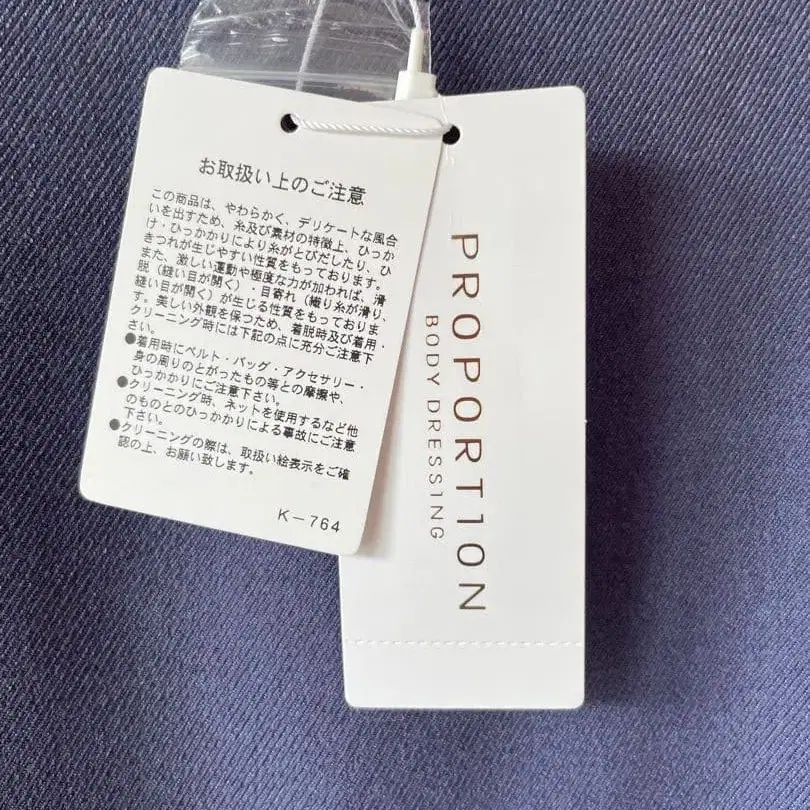 お取扱い上のご注意
この商品は、やわらかく、デリケートな風合
いを出すため、糸及び素材の特徴上、ひっか
け・ひっかかりにより糸がとびだしたり、ひ
きつれが生じやすい性質をもっております。
また、激しい運動や極度な力が加われば、滑
脱（縫い目が開く）・目寄れ（織り糸が滑り、
縫い目が開く）が生じる性質をもっておりま
す。美しい外観を保つため、着脱時及び着用・
クリーニング時には下記の点に充分ご注意下
さい。
●着用時にベルト・バッグ・アクセサリー・
身の周りのとがったもの等との摩擦や、
ひっかかりにご注意下さい。
●クリーニング時、ネットを使用するなど他
のものとのひっかかりによる事故にご注意
下さい。
●クリーニングの際は、取扱い絵表示をご確
認の上、お願い致します。
K－764
PROPORTION
BODY DRESSING